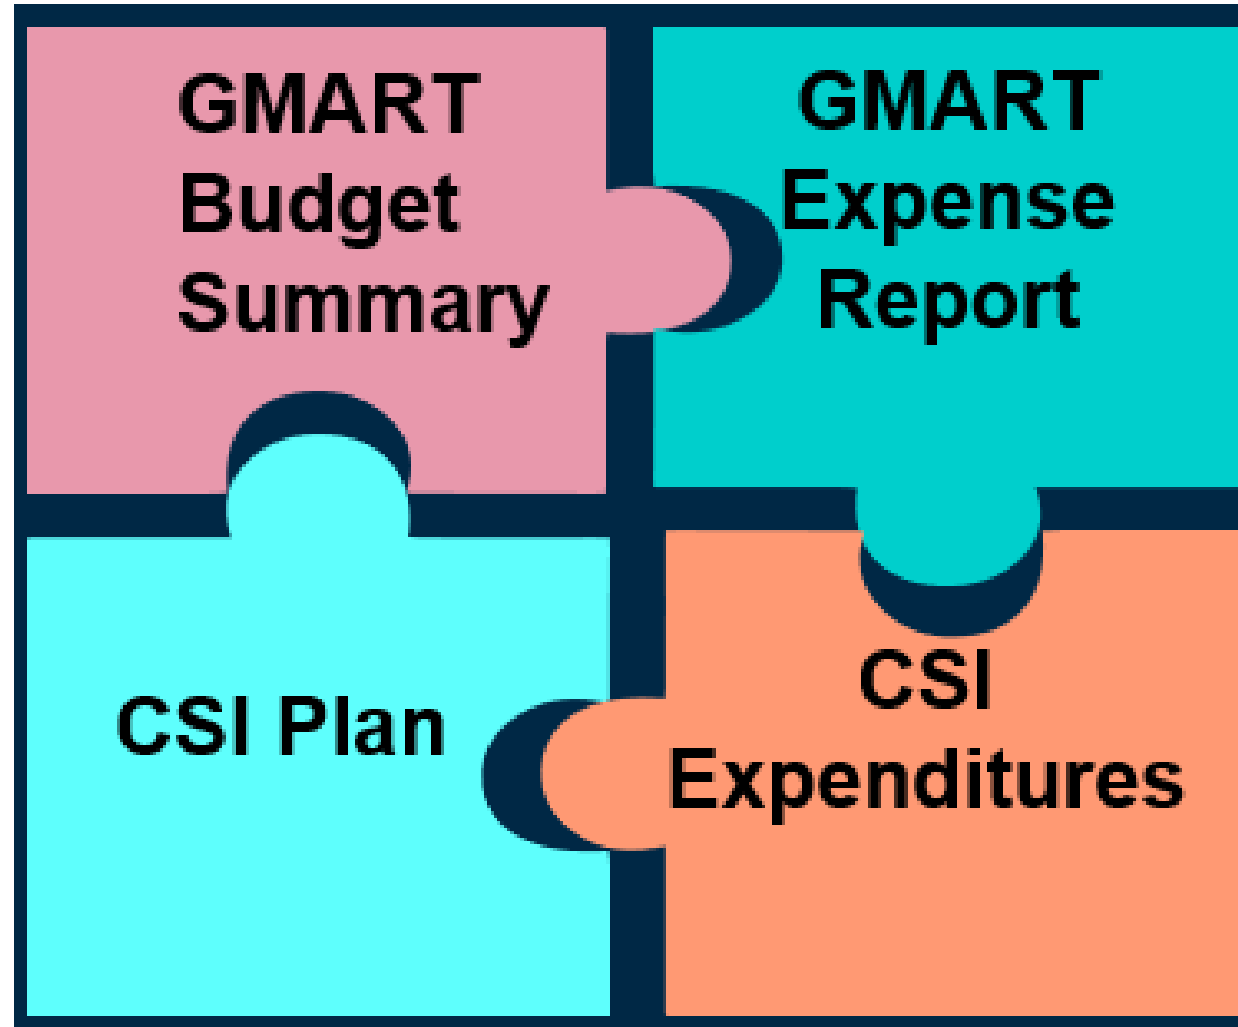 GMART
Budget
Summary
GMART
Expense
Report
CSI Plan
CSI
Expenditures